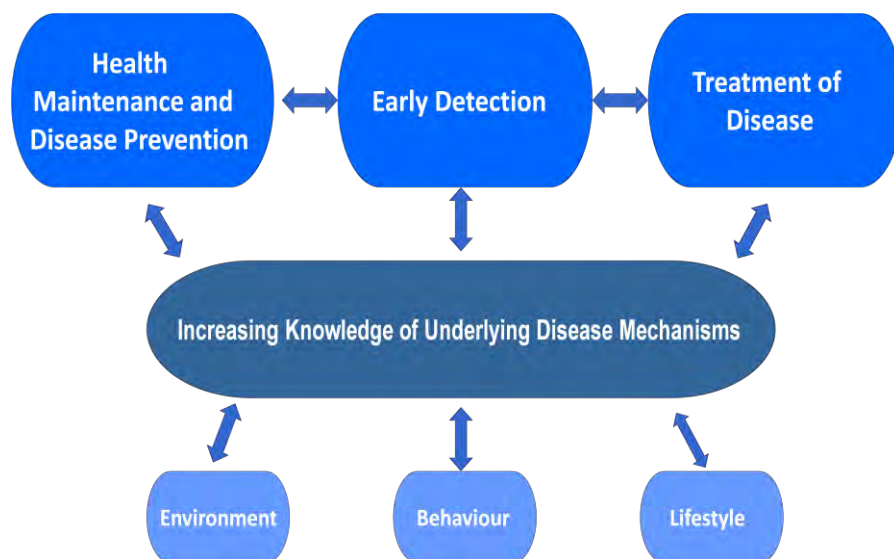 Health
Maintenance and
Disease Prevention
Early Detection
Treatment of
Disease
Increasing Knowledge of Underlying Disease Mechanisms
Environment
Behaviour
Lifestyle